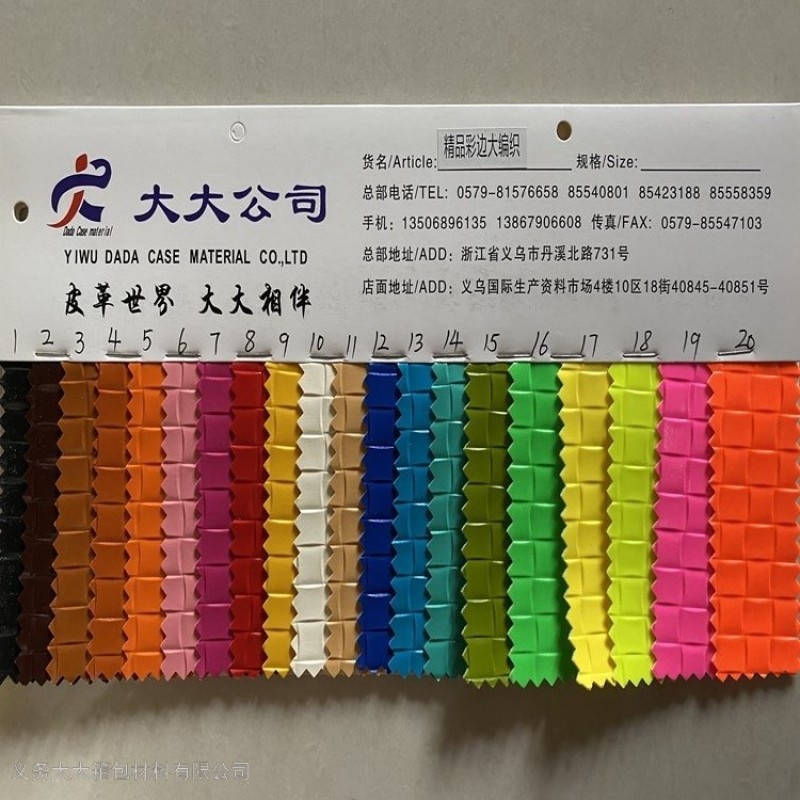 精品彩边大编织
货名/Article: 规格/Size:
总部电话/TEL: 0579-81576658 85540801 85423188 85558359
手机: 13506896135 13867906608 传真/FAX: 0579-85547103
总部地址/ADD: 浙江省义乌市丹溪北路731号
店面地址/ADD: 义乌国际生产资料市场4楼10区18街40845-40851号
大大公司
Dada Case material
YIWU DADA CASE MATERIAL CO.,LTD
皮革世界 大大相伴
1 2 3 4 5 6 7 8 9 10 11 12 13 14 15 16 17 18 19 20
义务大大箱包材料有限公司